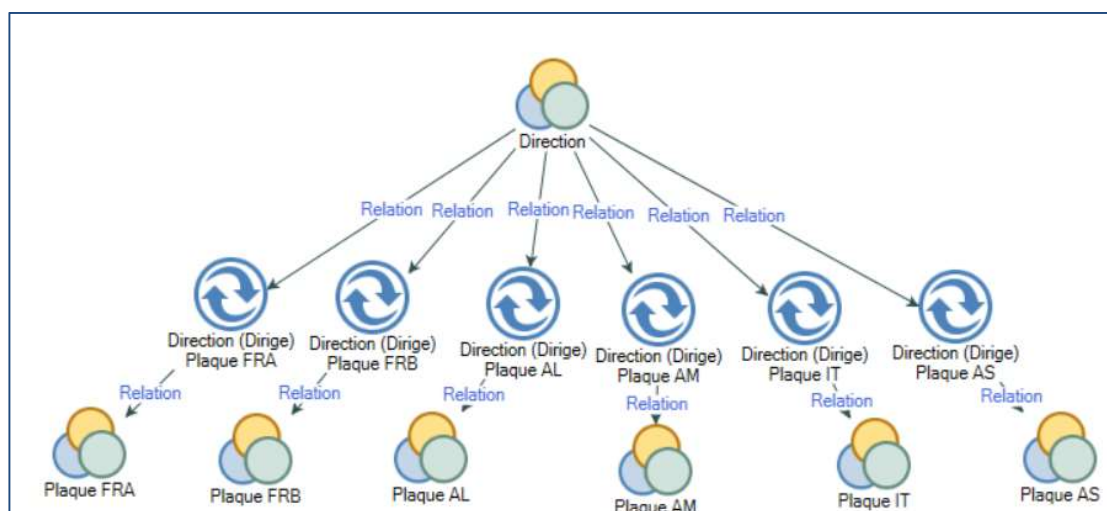 Direction
Relation Relation Relation Relation Relation Relation
Direction (Dirige)
Plaque FRA
Direction (Dirige)
Plaque FRB
Direction (Dirige)
Plaque AL
Direction (Dirige)
Plaque AM
Direction (Dirige)
Plaque IT
Direction (Dirige)
Plaque AS
Relation Relation Relation Relation Relation Relation
Plaque FRA
Plaque FRB
Plaque AL
Plaque AM
Plaque IT
Plaque AS